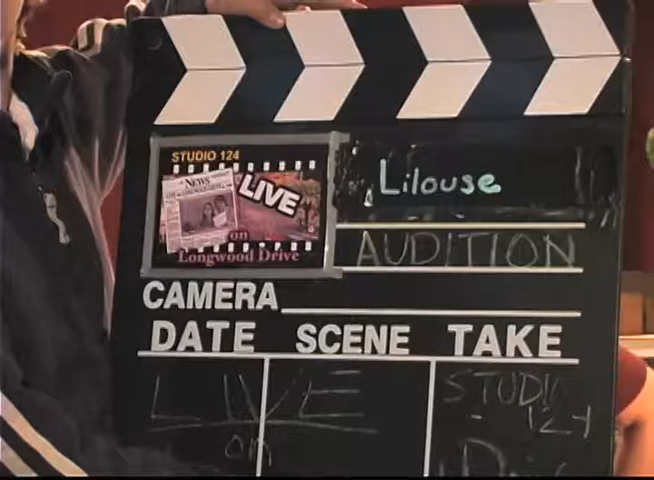 STUDIO 124
NEWS
LIVE
on
Longwood Drive
Lilouse
AUDITION
CAMERA
DATE SCENE TAKE
LIVE
on
STUDIO
124